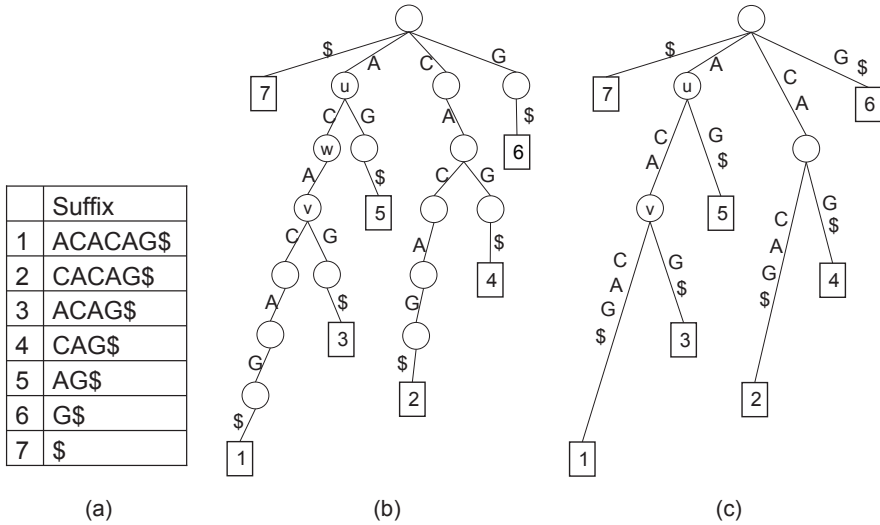 Suffix
1 ACACAG$
2 CACAG$
3 ACAG$
4 CAG$
5 AG$
6 G$
7 $
(a)
$ A C G
7 u $
C G A 6
w
A $ C G
v 5
C G A $
4
A $ G
3
G $
2
$
1
(b)
$ A C G $
7 u A 6
C G
A $ C G
v 5 A $
C G G 4
A $ $
G 3
$ 2
1
(c)